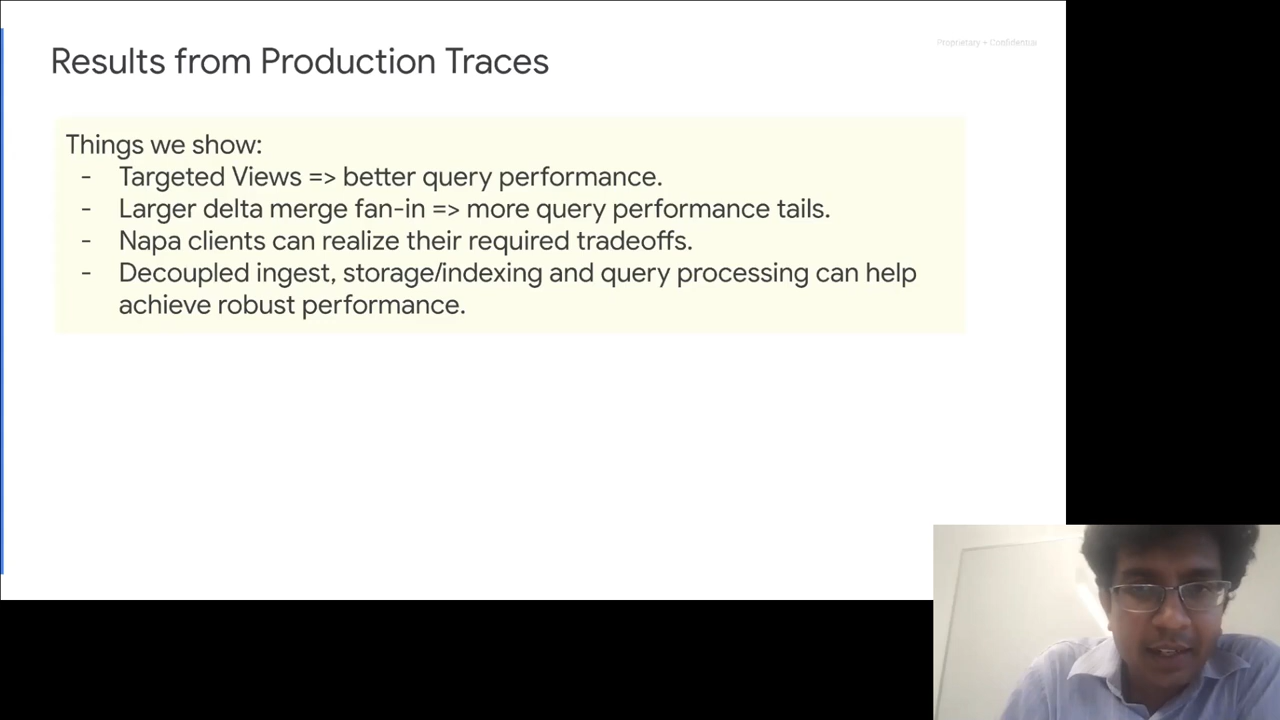 Proprietary + Confidential
Results from Production Traces
Things we show:
- Targeted Views => better query performance.
- Larger delta merge fan-in => more query performance tails.
- Napa clients can realize their required tradeoffs.
- Decoupled ingest, storage/indexing and query processing can help
achieve robust performance.